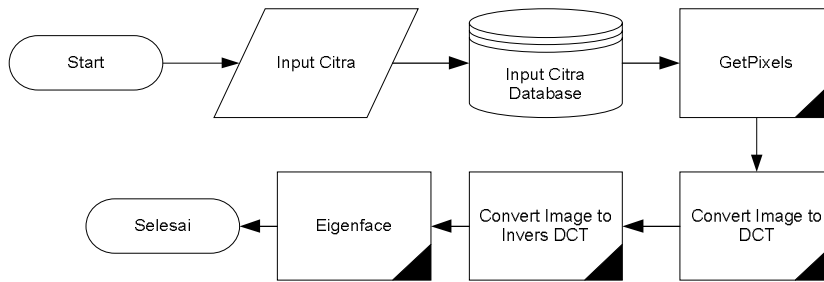 Start
Input Citra
Input Citra
Database
GetPixels
Convert Image to
DCT
Convert Image to
Invers DCT
Eigenface
Selesai